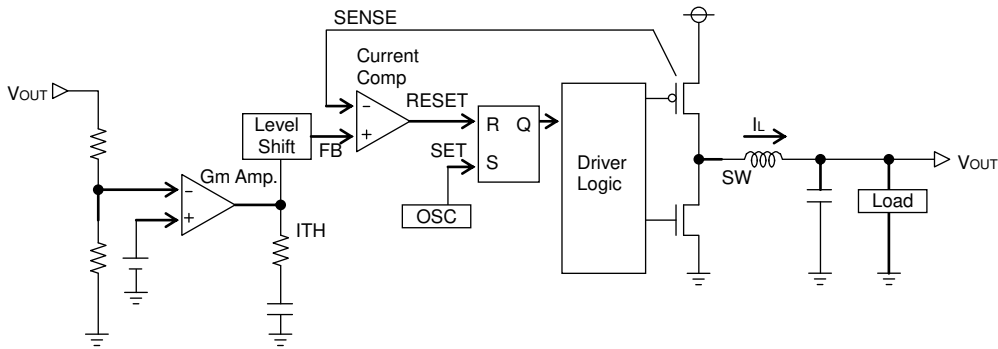 SENSE
Current
Comp
VOUT
RESET
R Q
S
Level
Shift
FB
SET
Gm Amp.
OSC
ITH
Driver
Logic
IL
SW
VOUT
Load
− +
− +